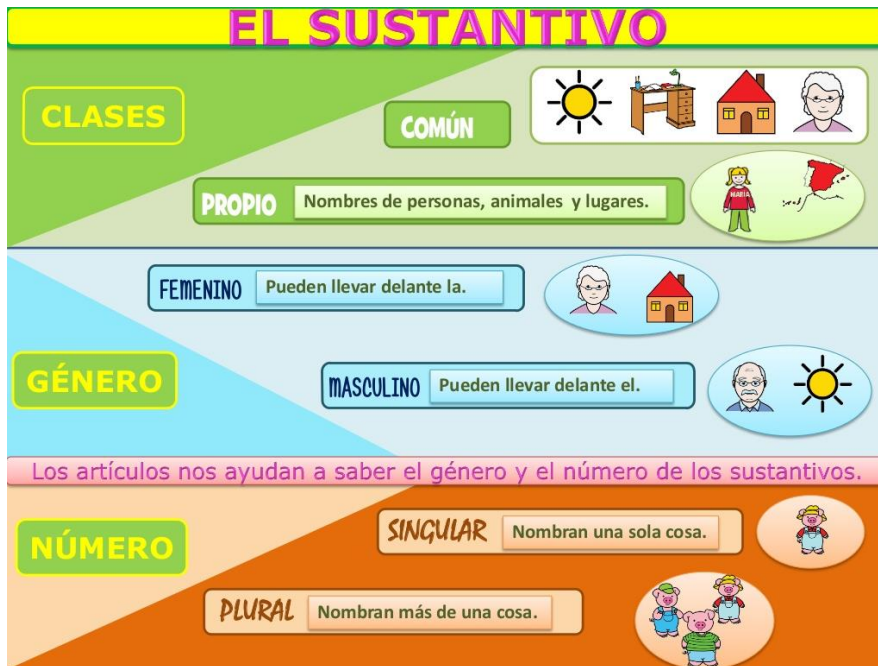 EL SUSTANTIVO
CLASES
COMÚN
PROPIO Nombres de personas, animales y lugares.
MARÍA
FEMENINO Pueden llevar delante la.
GÉNERO
MASCULINO Pueden llevar delante el.
Los artículos nos ayudan a saber el género y el número de los sustantivos.
NÚMERO
SINGULAR Nombran una sola cosa.
PLURAL Nombran más de una cosa.